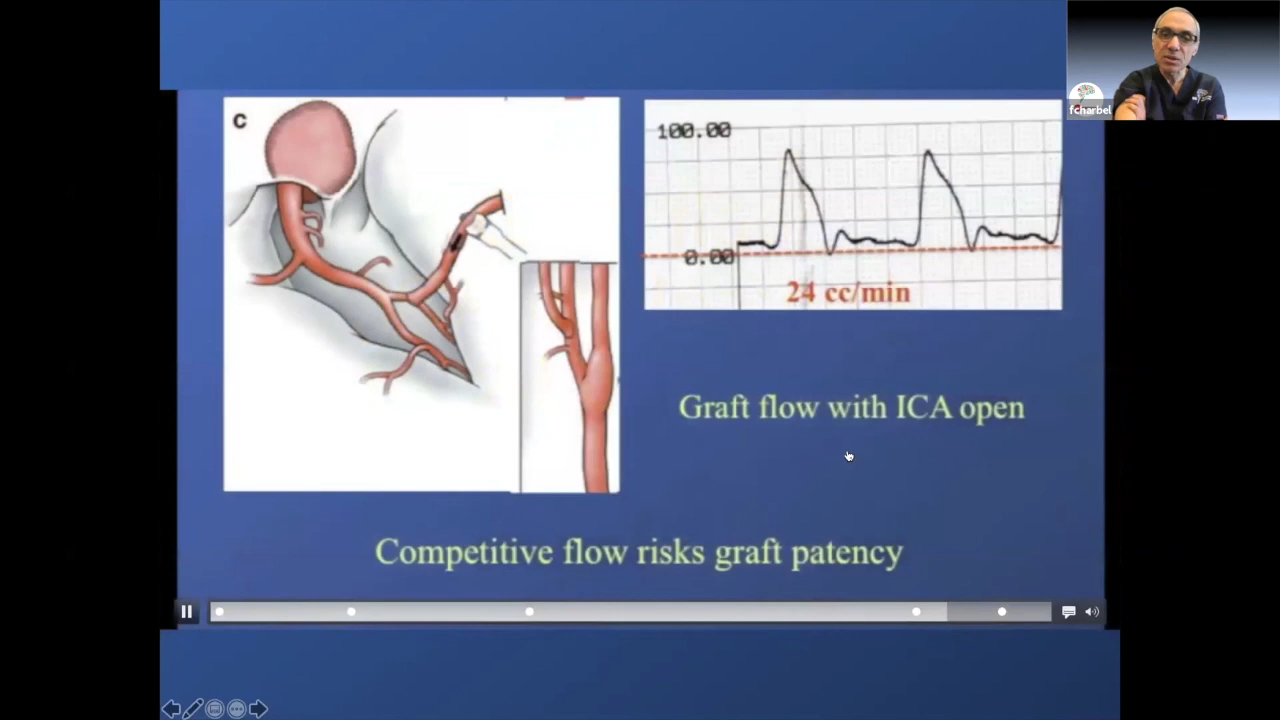 C
100.00
0.00
24 cc/min
Graft flow with ICA open
Competitive flow risks graft patency
fcharbel